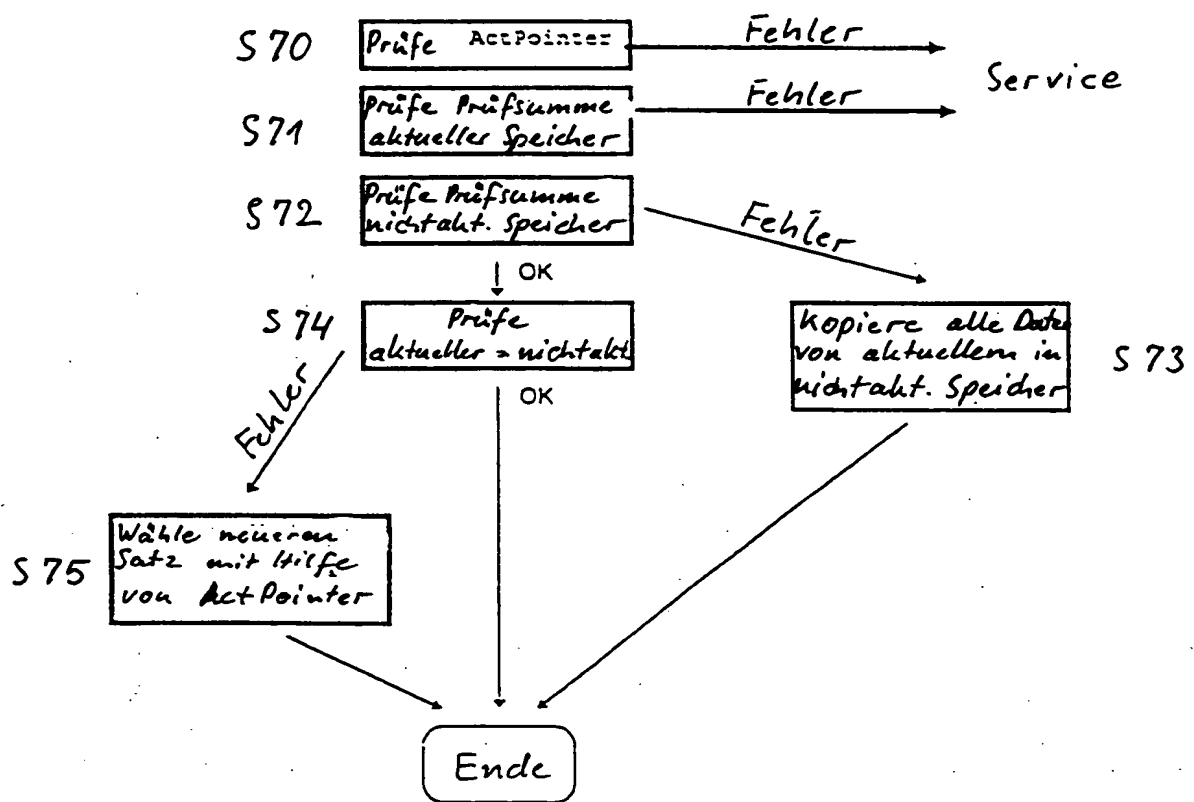 S 70
Prüfe ActPointer
Fehler
Service
S 71
Prüfe Prüfsumme
aktueller Speicher
Fehler
S 72
Prüfe Prüfsumme
nichtakt. Speicher
Fehler
OK
S 74
Prüfe
aktueller = nichtakt
Fehler
OK
Kopiere alle Daten
von aktuellem in
nichtakt. Speicher
S 73
S 75
Wähle neueren
Satz mit Hilfe
von ActPointer
Ende